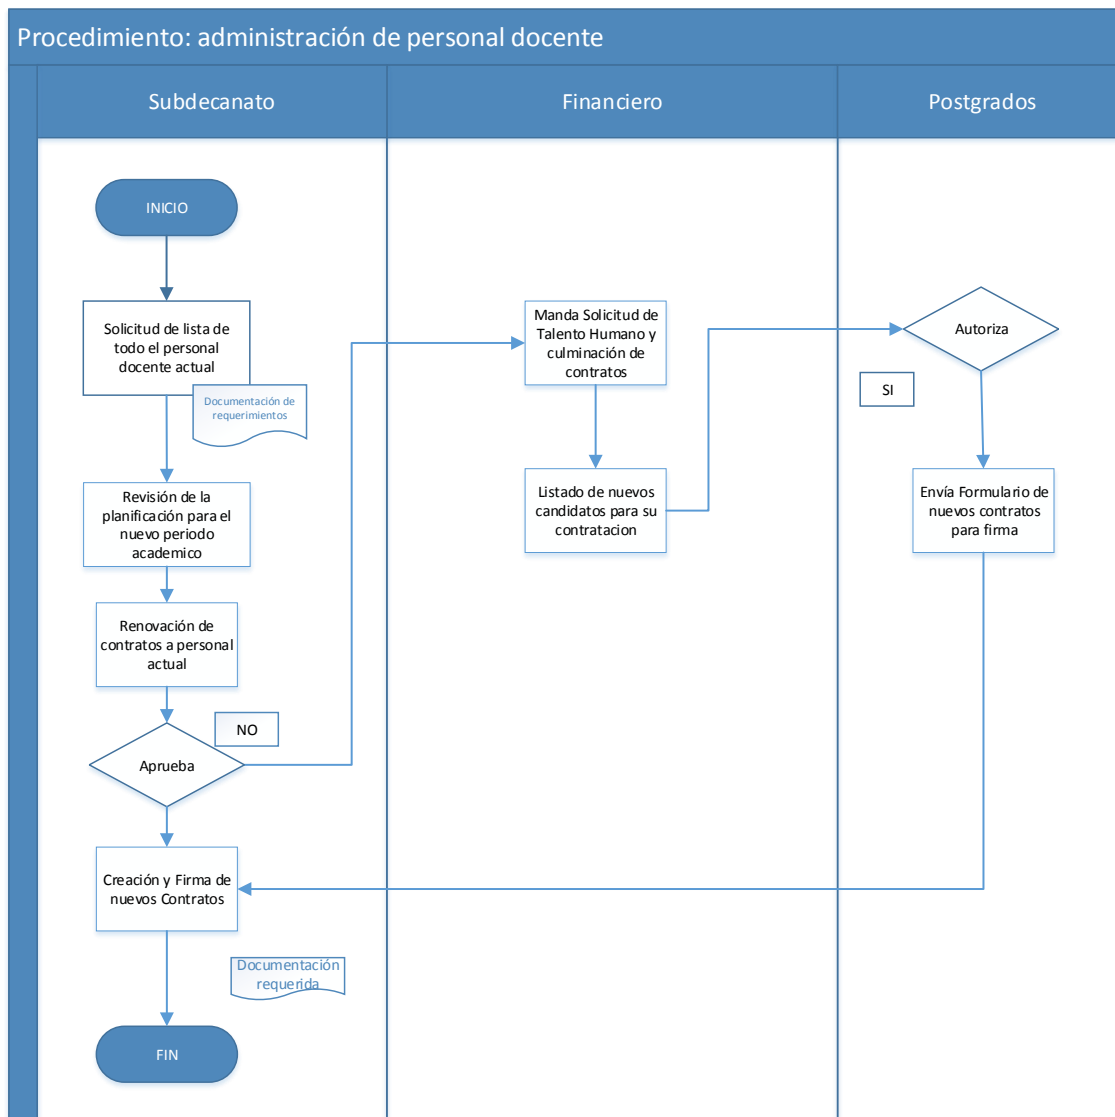 Procedimiento: administración de personal docente
Subdecanato
Financiero
Postgrados
INICIO
Solicitud de lista de
todo el personal
docente actual
Documentación de
requerimientos
Revisión de la
planificación para el
nuevo periodo
academico
Renovación de
contratos a personal
actual
NO
Aprueba
Creación y Firma de
nuevos Contratos
Documentación
requerida
FIN
Manda Solicitud de
Talento Humano y
culminación de
contratos
Listado de nuevos
candidatos para su
contratacion
Autoriza
SI
Envía Formulario de
nuevos contratos
para firma